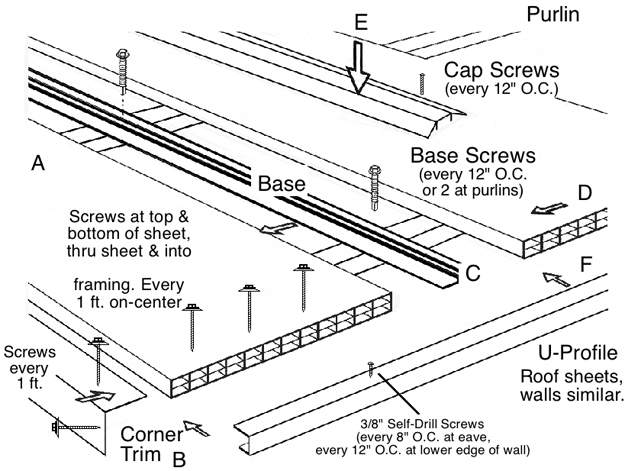 E
Purlin
Cap Screws
(every 12" O.C.)
A
Base Screws
(every 12" O.C.
or 2 at purlins)
Base
D
Screws at top &
bottom of sheet,
thru sheet & into
framing. Every
1 ft. on-center
C
F
Screws
every
1 ft.
U-Profile
Roof sheets,
walls similar.
Corner
Trim B
3/8" Self-Drill Screws
(every 8" O.C. at eave,
every 12" O.C. at lower edge of wall)